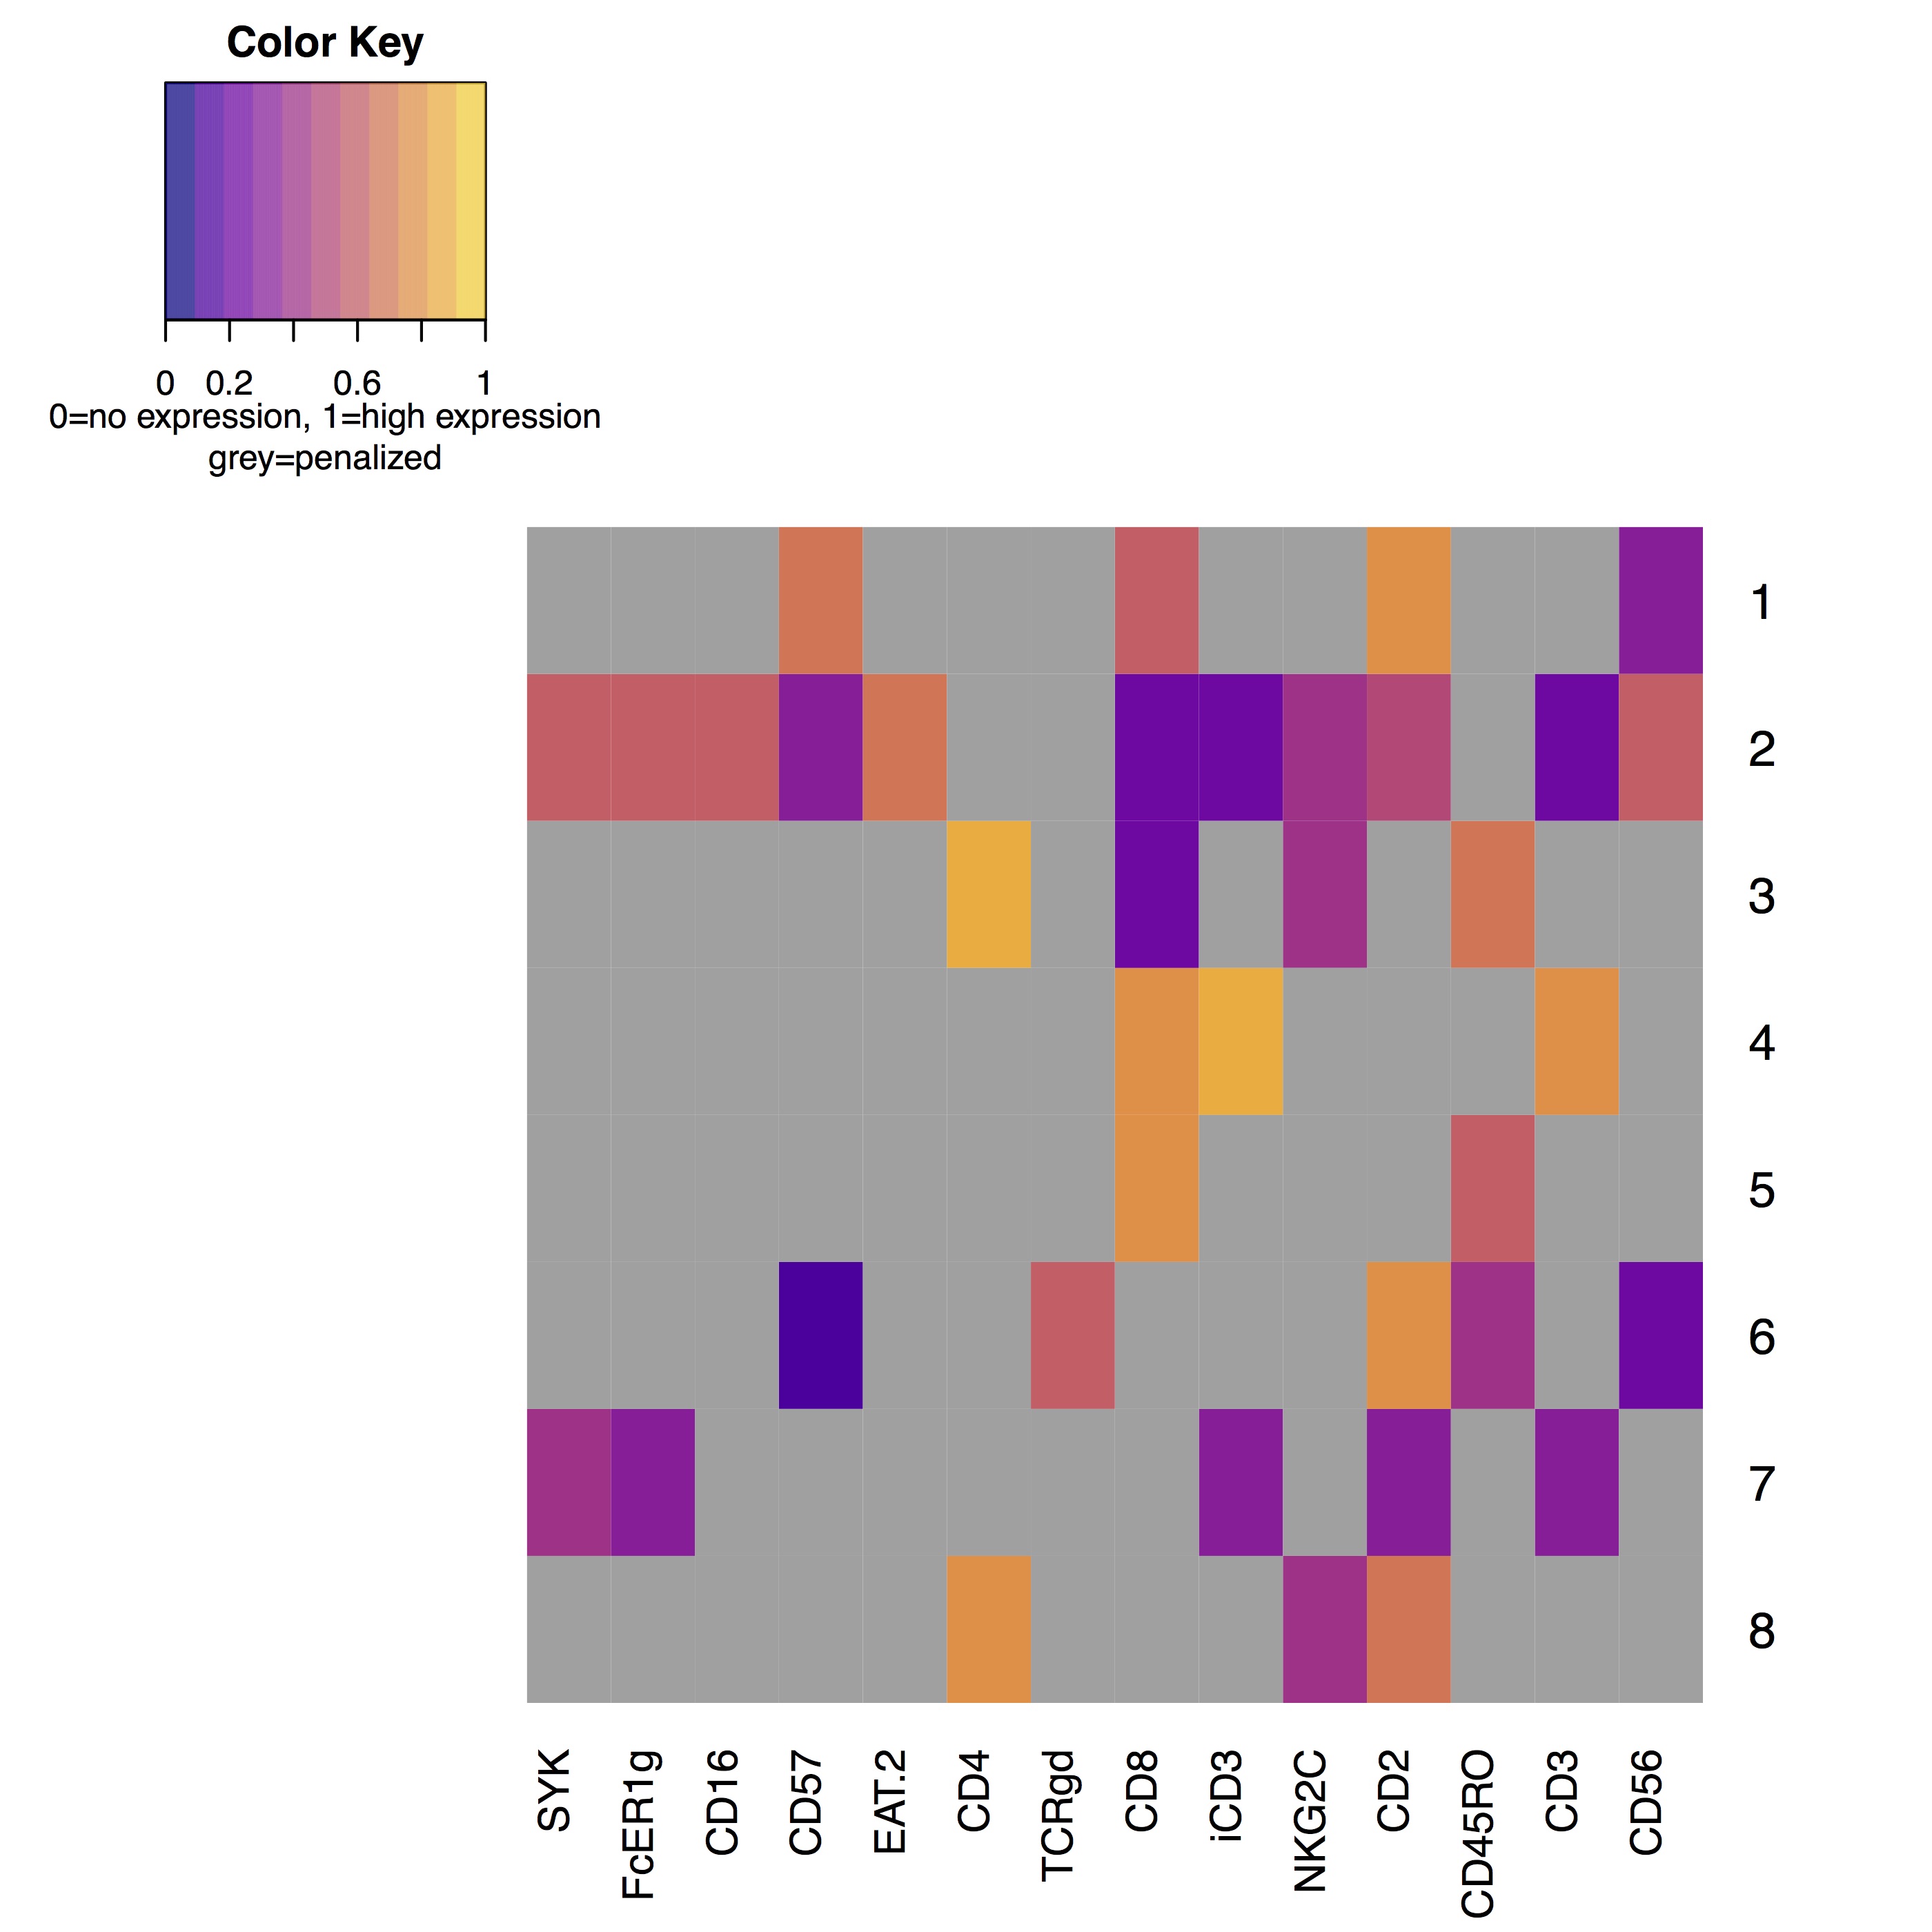 Color Key
0 0.2 0.6 1
0=no expression, 1=high expression
grey=penalized
1
2
3
4
5
6
7
8
SYK
FcER1g
CD16
CD57
EAT.2
CD4
TCRgd
CD8
iCD3
NKG2C
CD2
CD45RO
CD3
CD56